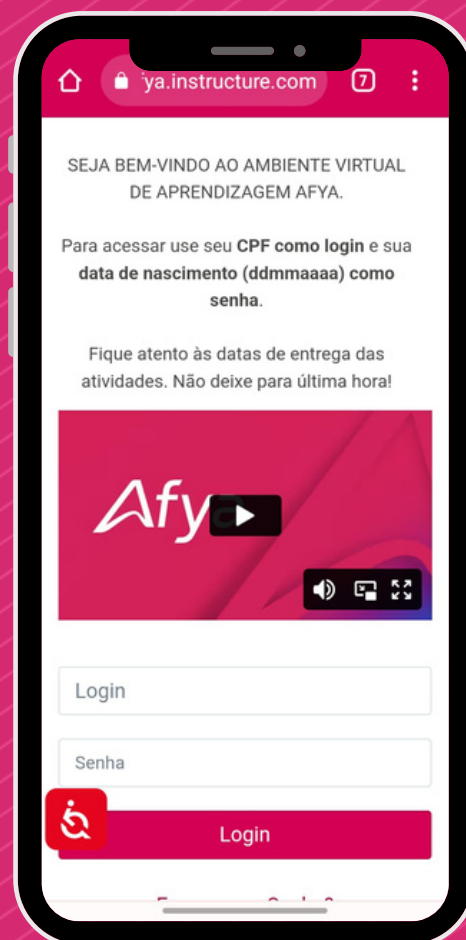 ya.instructure.com
7
SEJA BEM-VINDO AO AMBIENTE VIRTUAL
DE APRENDIZAGEM AFYA.
Para acessar use seu CPF como login e sua
data de nascimento (ddmmaaaa) como
senha.
Fique atento às datas de entrega das
atividades. Não deixe para última hora!
Afya
Login
Senha
Login